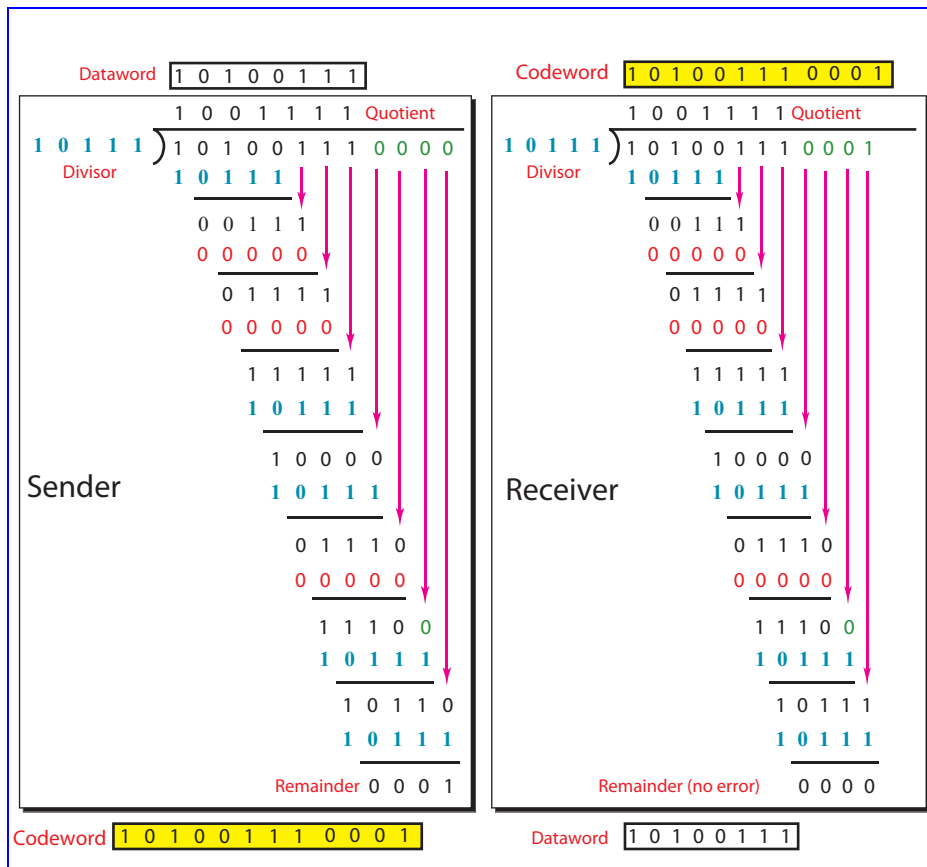 Dataword 1 0 1 0 0 1 1 1
1 0 0 1 1 1 1 Quotient
1 0 1 1 1 1 0 1 0 0 1 1 1 0 0 0 0
Divisor
1 0 1 1 1
0 0 1 1 1
0 0 0 0 0
0 1 1 1 1
0 0 0 0 0
1 1 1 1 1
1 0 1 1 1
1 0 0 0 0
Sender
1 0 1 1 1
0 1 1 1 0
0 0 0 0 0
1 1 1 0 0
1 0 1 1 1
1 0 1 1 0
1 0 1 1 1
Remainder 0 0 0 1
Codeword 1 0 1 0 0 1 1 1 0 0 0 1
Codeword 1 0 1 0 0 1 1 1 0 0 0 1
1 0 0 1 1 1 1 Quotient
1 0 1 1 1 1 0 1 0 0 1 1 1 0 0 0 1
Divisor
1 0 1 1 1
0 0 1 1 1
0 0 0 0 0
0 1 1 1 1
0 0 0 0 0
1 1 1 1 1
1 0 1 1 1
1 0 0 0 0
Receiver
1 0 1 1 1
0 1 1 1 0
0 0 0 0 0
1 1 1 0 0
1 0 1 1 1
1 0 1 1 1
1 0 1 1 1
Remainder (no error) 0 0 0 0
Dataword 1 0 1 0 0 1 1 1